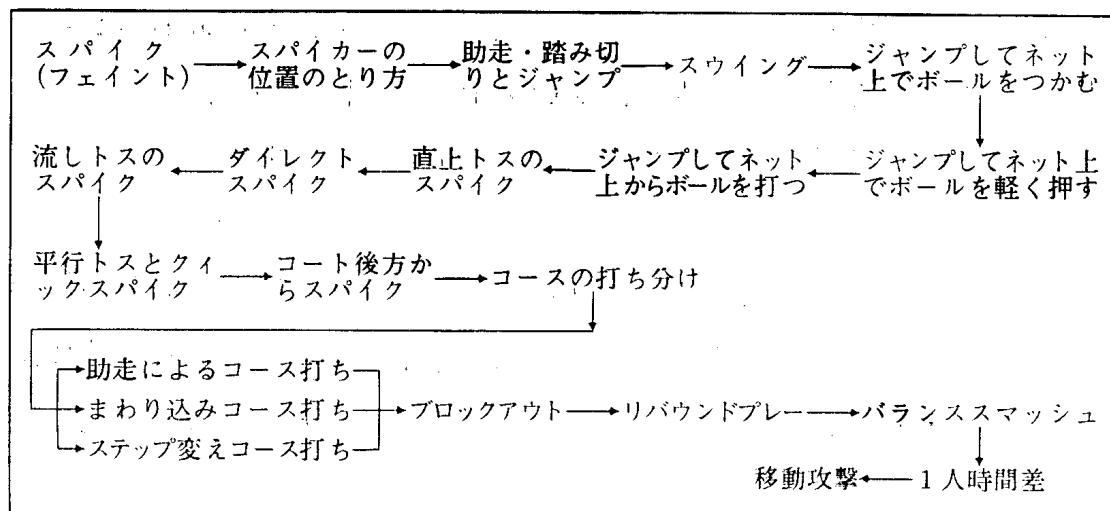 スパイク スパイカーの 助走・踏み切 ジャンプしてネット
(フェイント) 位置のとり方 りとジャンプ スウイング 上でボールをつかむ
流しトスの ダイレクト 直上トスの ジャンプしてネット ジャンプしてネット上
スパイク スパイク スパイク 上からボールを打つ でボールを軽く押す
平行トスとクィ コート後方か コースの打ち分け
ックスパイク らスパイク
助走によるコース打ち
まわり込みコース打ち ブロックアウト リバウンドプレー バランススマッシュ
ステップ変えコース打ち
移動攻撃 1人時間差